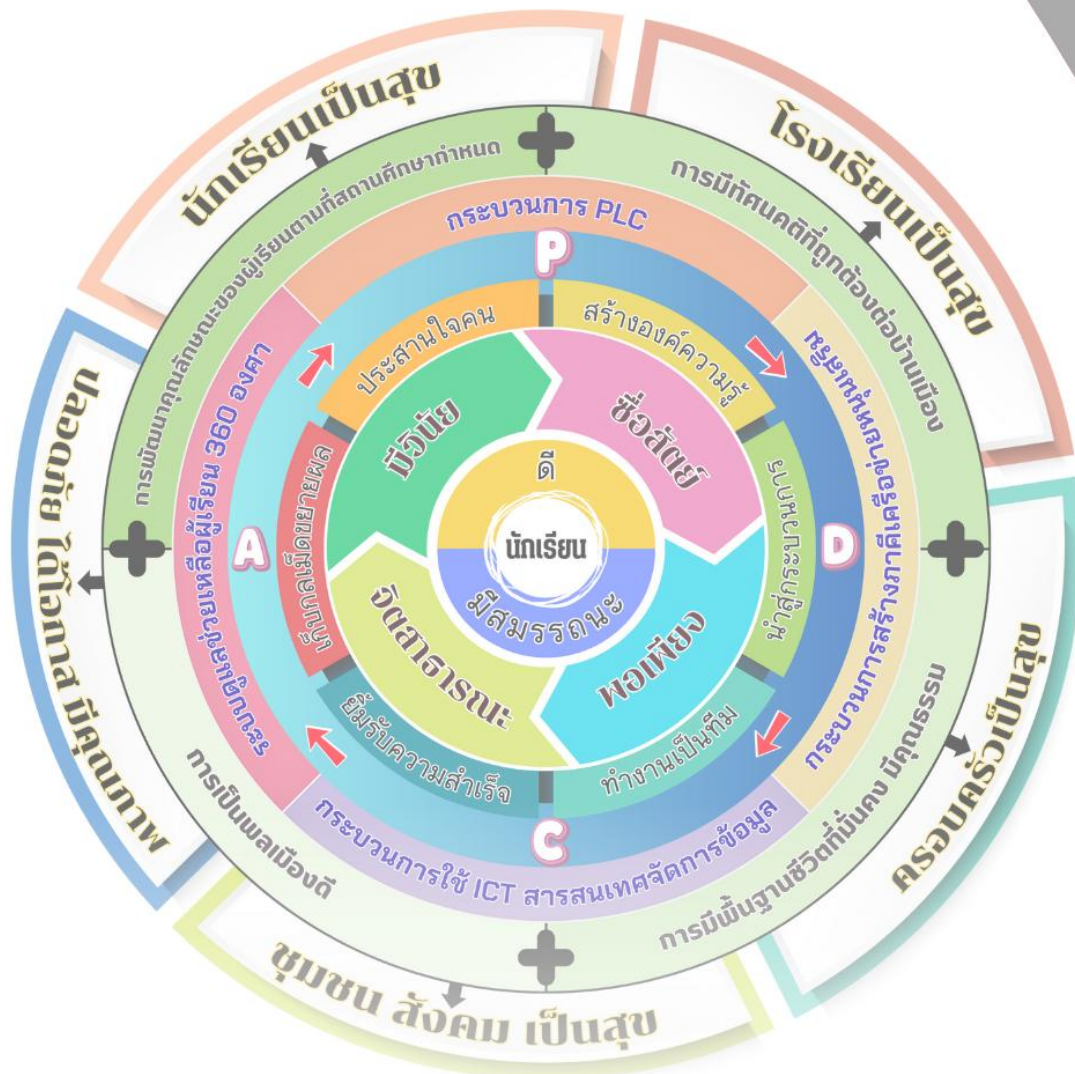 นักเรียนเป็นสุข
โรงเรียนเป็นสุข
ครอบครัวเป็นสุข
ชุมชน สังคม เป็นสุข
ปลอดภัย ได้โอกาส มีคุณภาพ
การพัฒนาคุณลักษณะของผู้เรียนตามที่สถานศึกษากำหนด
การมีทัศนคติที่ถูกต้องต่อบ้านเมือง
การมีพื้นฐานชีวิตที่มั่นคง มีคุณธรรม
การเป็นพลเมืองดี
กระบวนการ PLC
กระบวนการสร้างภาคีเครือข่ายหนุนเสริม
กระบวนการใช้ ICT สารสนเทศจัดการข้อมูล
ระบบดูแลช่วยเหลือผู้เรียน 360 องศา
P
D
C
A
ประสานใจคน
สร้างองค์ความรู้
นำสู่กระบวนการ
ทำงานเป็นทีม
ยิ้มรับความสำเร็จ
เก็บกลเม็ดขยายผล
มีวินัย
ซื่อสัตย์
พอเพียง
จิตสาธารณะ
ดี
นักเรียน
มีสมรรถนะ